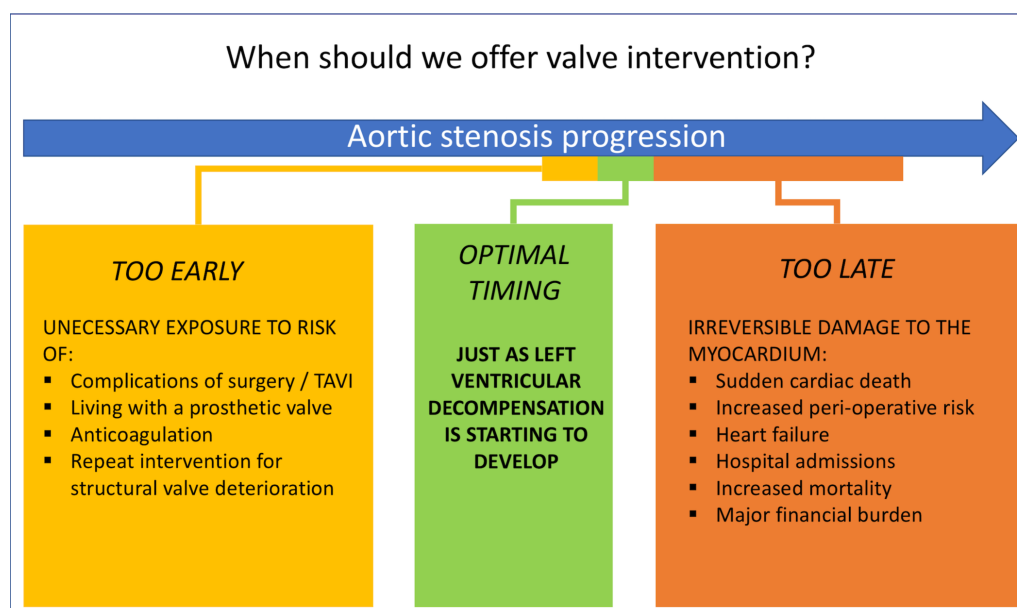 When should we offer valve intervention?
Aortic stenosis progression
TOO EARLY
UNECESSARY EXPOSURE TO RISK
OF:
▪ Complications of surgery / TAVI
▪ Living with a prosthetic valve
▪ Anticoagulation
▪ Repeat intervention for
structural valve deterioration
OPTIMAL
TIMING
JUST AS LEFT
VENTRICULAR
DECOMPENSATION
IS STARTING TO
DEVELOP
TOO LATE
IRREVERSIBLE DAMAGE TO THE
MYOCARDIUM:
▪ Sudden cardiac death
▪ Increased peri-operative risk
▪ Heart failure
▪ Hospital admissions
▪ Increased mortality
▪ Major financial burden